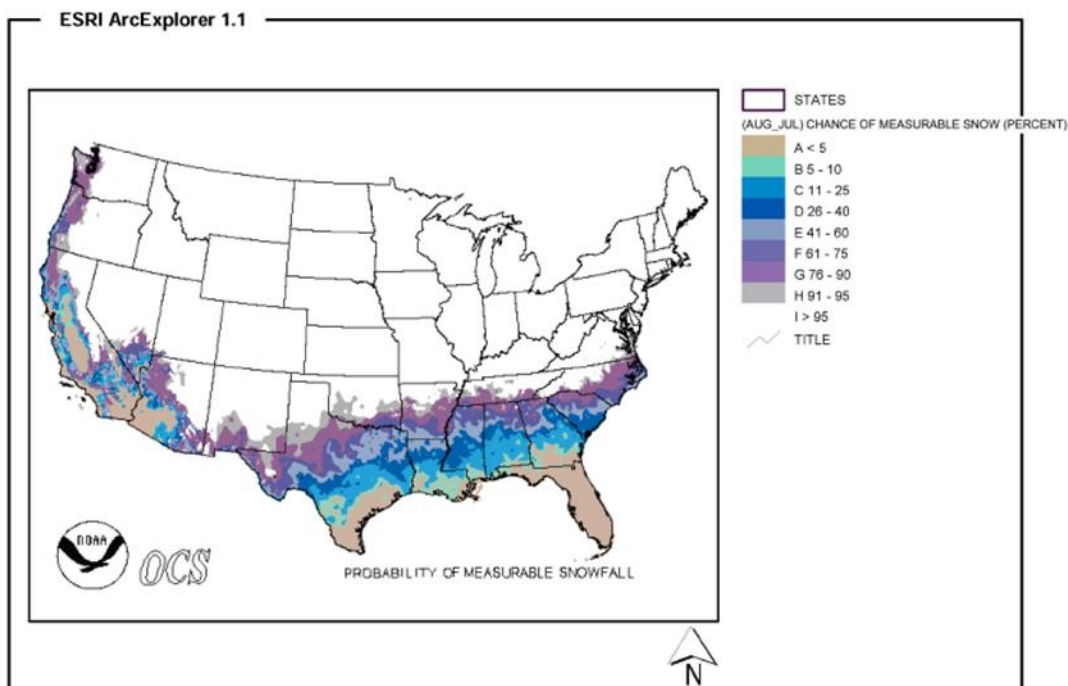 ESRI ArcExplorer 1.1
STATES
(AUG_JUL) CHANCE OF MEASURABLE SNOW (PERCENT)
A < 5
B 5 - 10
C 11 - 25
D 26 - 40
E 41 - 60
F 61 - 75
G 76 - 90
H 91 - 95
I > 95
TITLE
NOAA
OCS
PROBABILITY OF MEASURABLE SNOWFALL
N